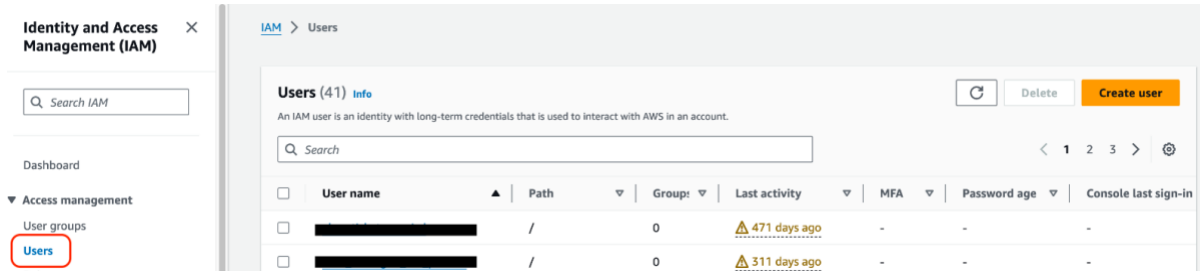 Identity and Access
Management (IAM)
Search IAM
Dashboard
Access management
User groups
Users
IAM > Users
Users (41) Info
Delete
Create user
An IAM user is an identity with long-term credentials that is used to interact with AWS in an account.
Search
1 2 3
User name Path Groups Last activity MFA Password age Console last sign-in
/ 0 471 days ago - - -
/ 0 311 days ago - - -